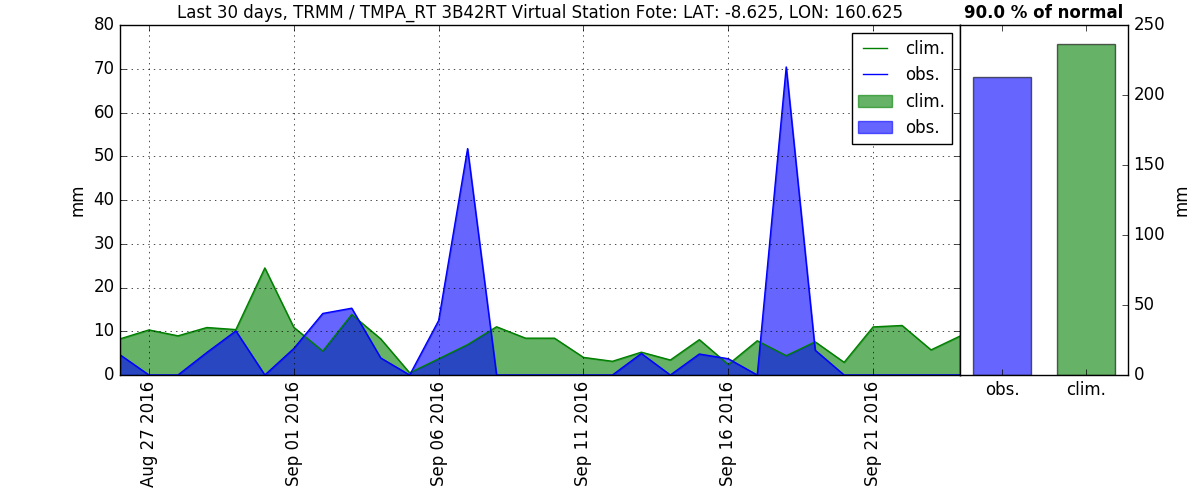 Last 30 days, TRMM / TMPA_RT 3B42RT Virtual Station Fote: LAT: -8.625, LON: 160.625
90.0 % of normal
80
70
60
50
40
30
20
10
0
mm
clim.
obs.
clim.
obs.
250
200
150
100
50
0
mm
obs.
clim.
Aug 27 2016
Sep 01 2016
Sep 06 2016
Sep 11 2016
Sep 16 2016
Sep 21 2016